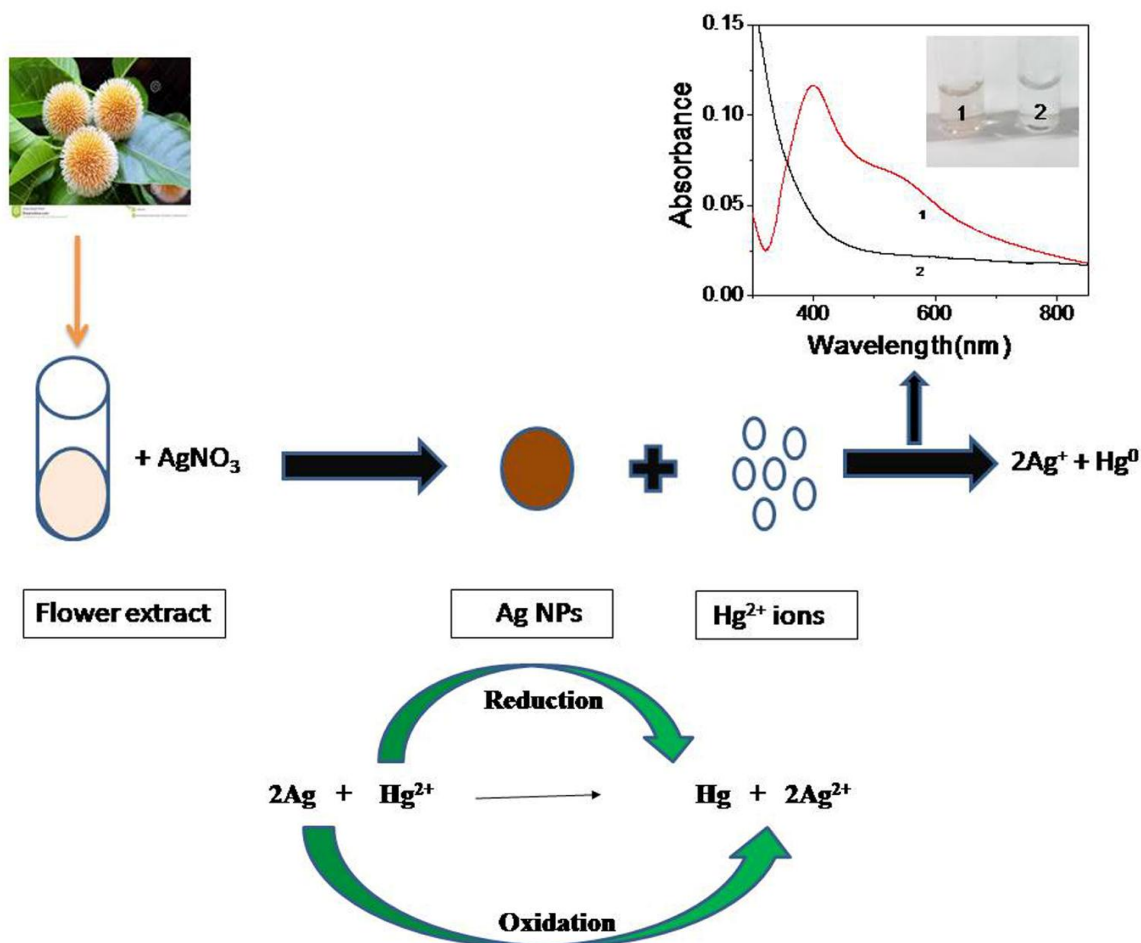 0.15
0.10
0.05
0.00
Absorbance
1
2
1
2
400
600
800
Wavelength(nm)
+ AgNO₃
2Ag⁺ + Hg⁰
Flower extract
Ag NPs
Hg²⁺ ions
Reduction
2Ag + Hg²⁺
Hg + 2Ag²⁺
Oxidation